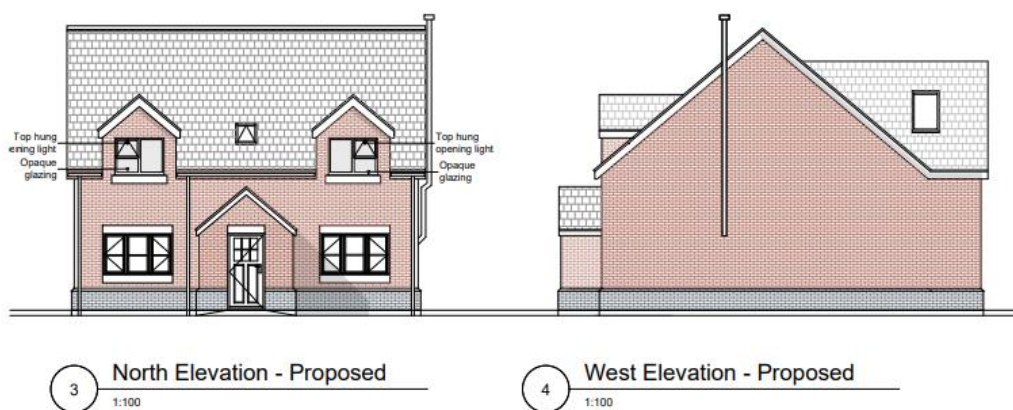 Top hung
ening light
Opaque
glazing
Top hung
opening light
Opaque
glazing
3
North Elevation - Proposed
1:100
4
West Elevation - Proposed
1:100